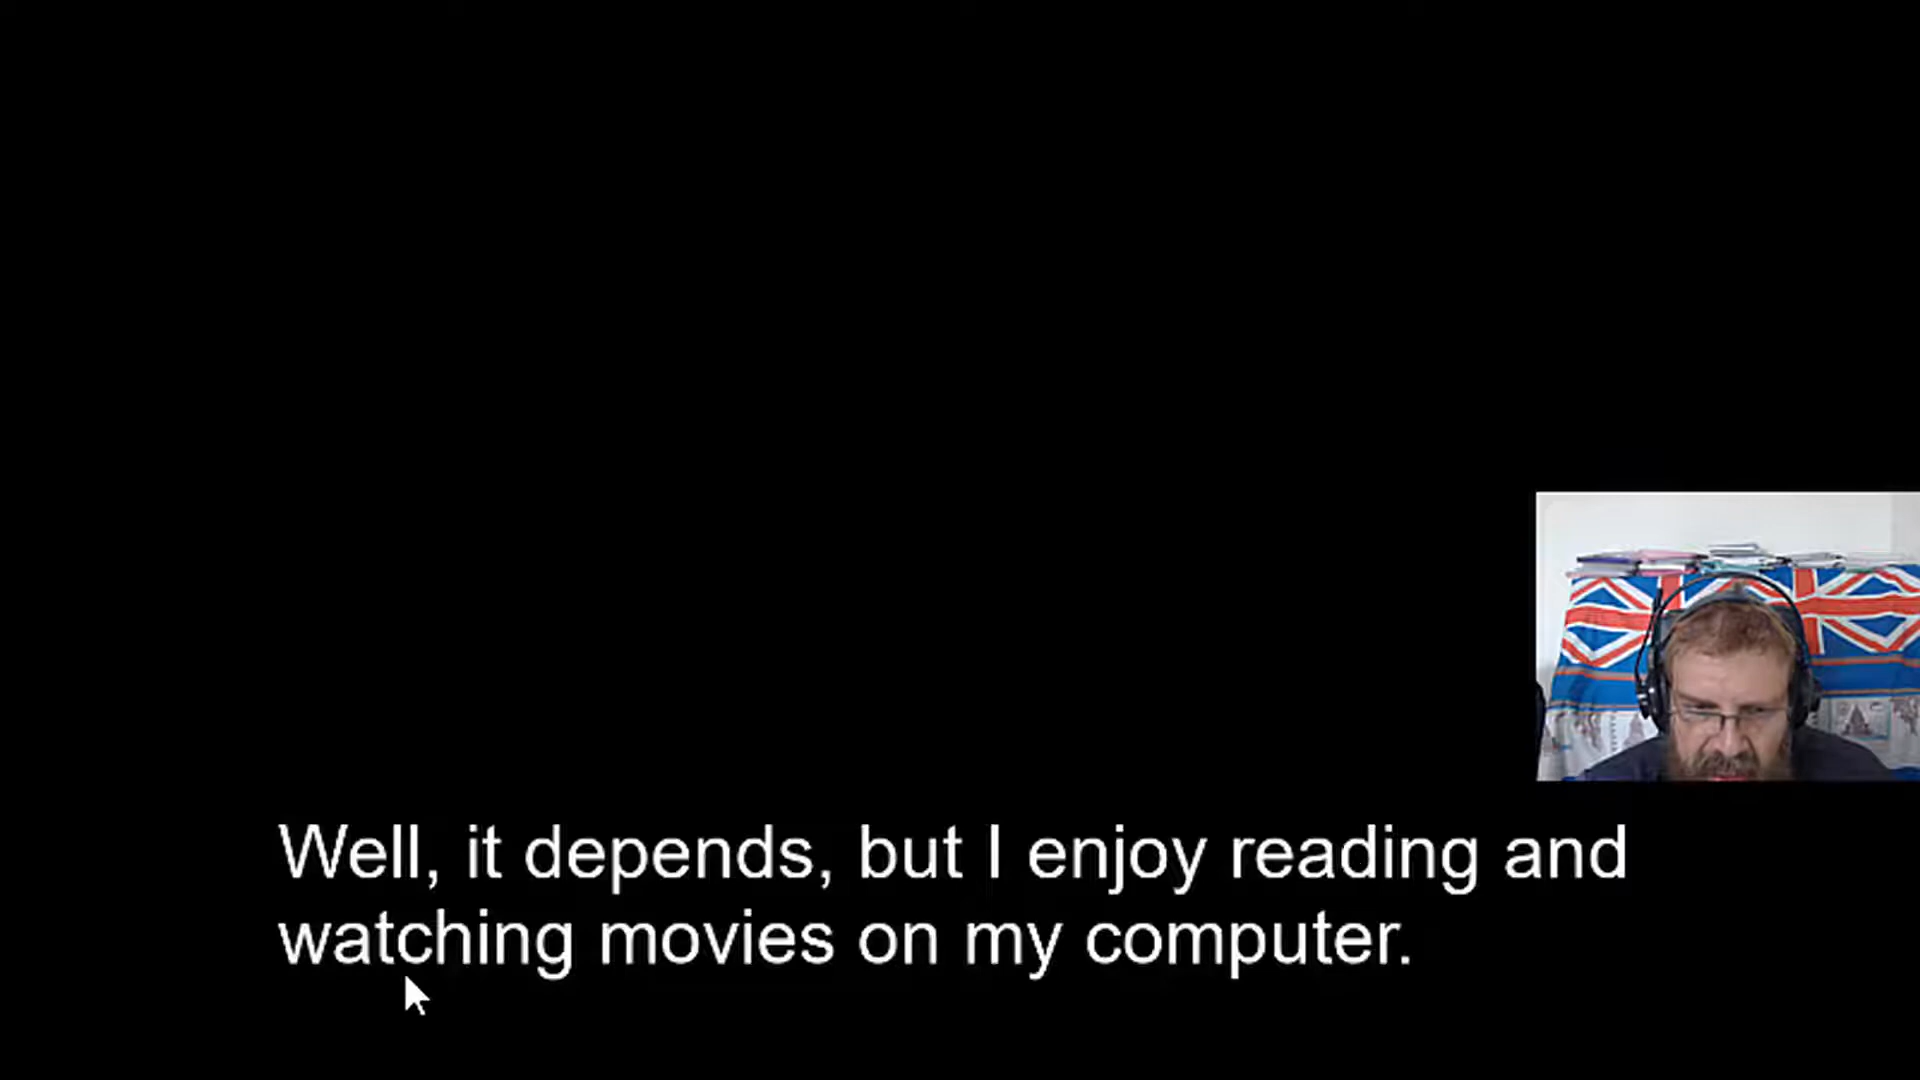 Well, it depends, but I enjoy reading and
watching movies on my computer.